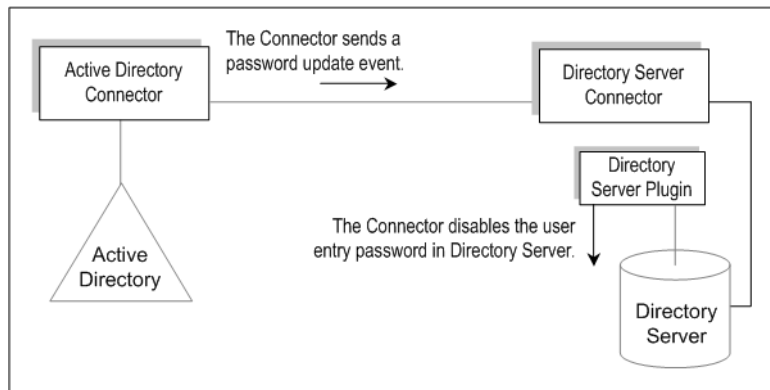 The Connector sends a
password update event.
Active Directory
Connector
Directory Server
Connector
Directory
Server Plugin
The Connector disables the user
entry password in Directory Server.
Active
Directory
Directory
Server